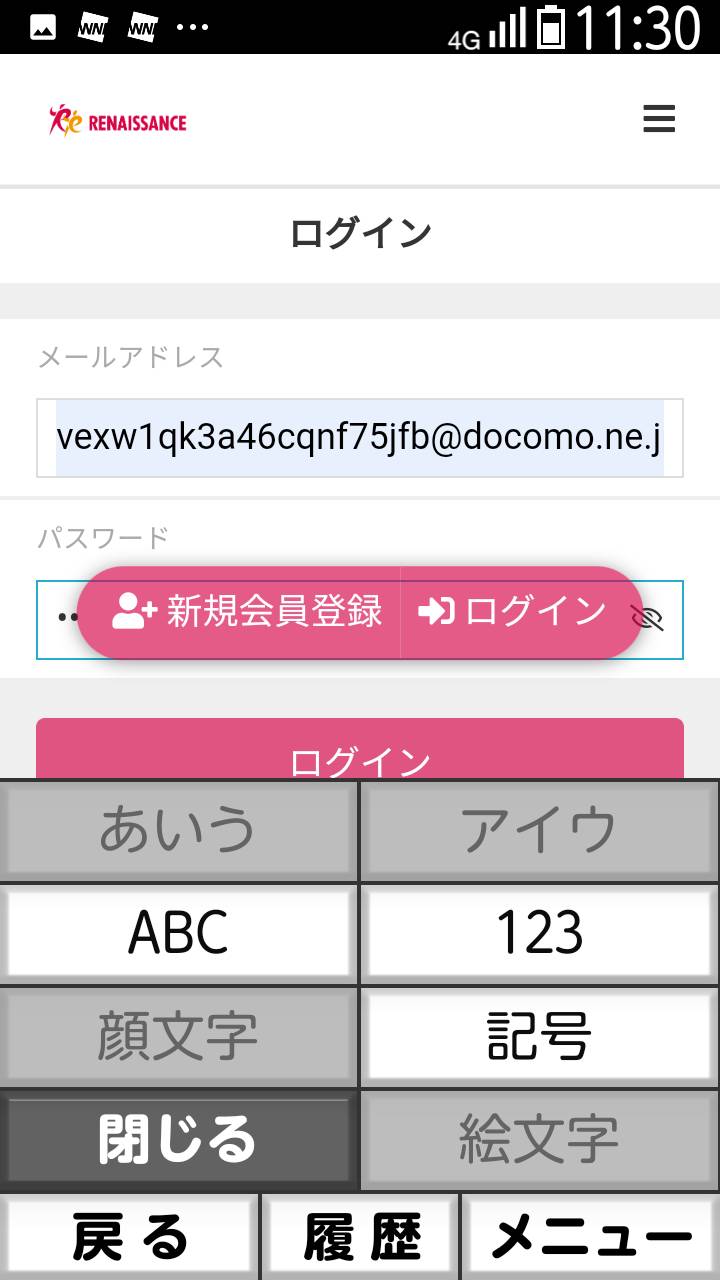 4G 11:30
RENAISSANCE
ログイン
メールアドレス
vexw1qk3a46cqnf75jfb@docomo.ne.j
パスワード
新規会員登録 ログイン
ログイン
あいう アイウ
ABC 123
顔文字 記号
閉じる 絵文字
戻る 履歴 メニュー